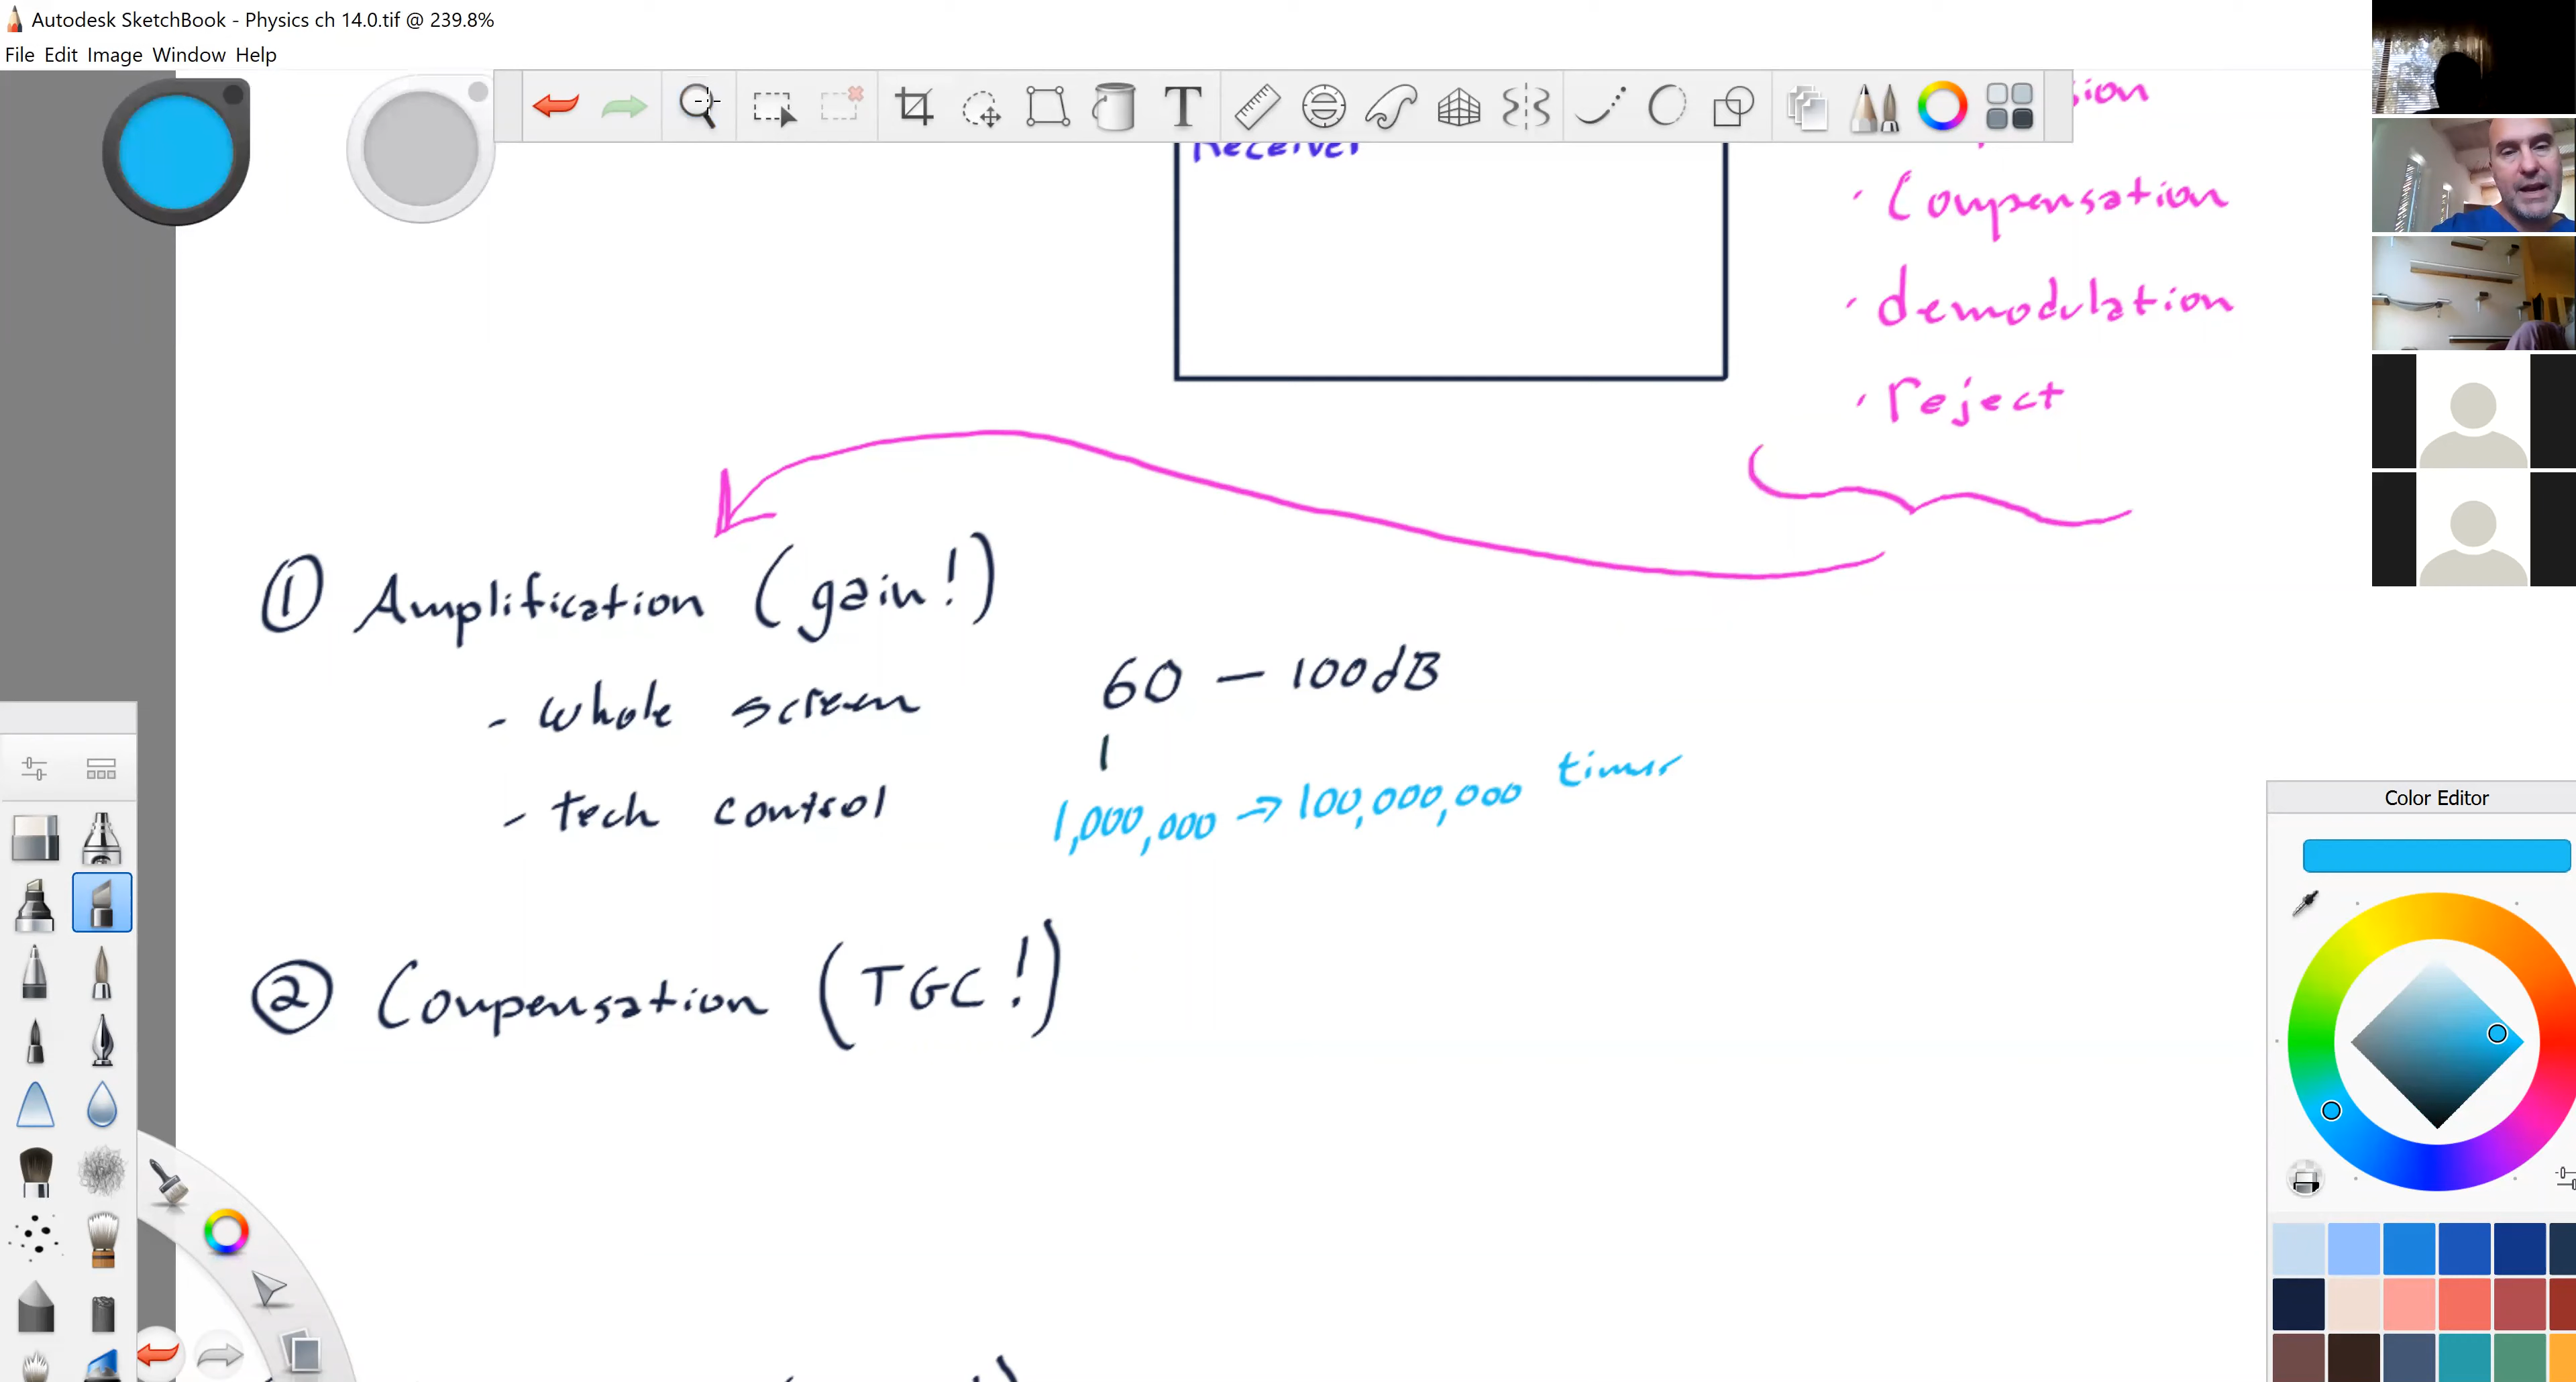 Autodesk SketchBook - Physics ch 14.0.tif @ 239.8%
File Edit Image Window Help
T
Receiver
· Compensation
· demodulation
· reject
① Amplification (gain!)
- whole screen
60 — 100dB
- tech control
1,000,000 → 100,000,000 times
② Compensation (TGC!)
Color Editor